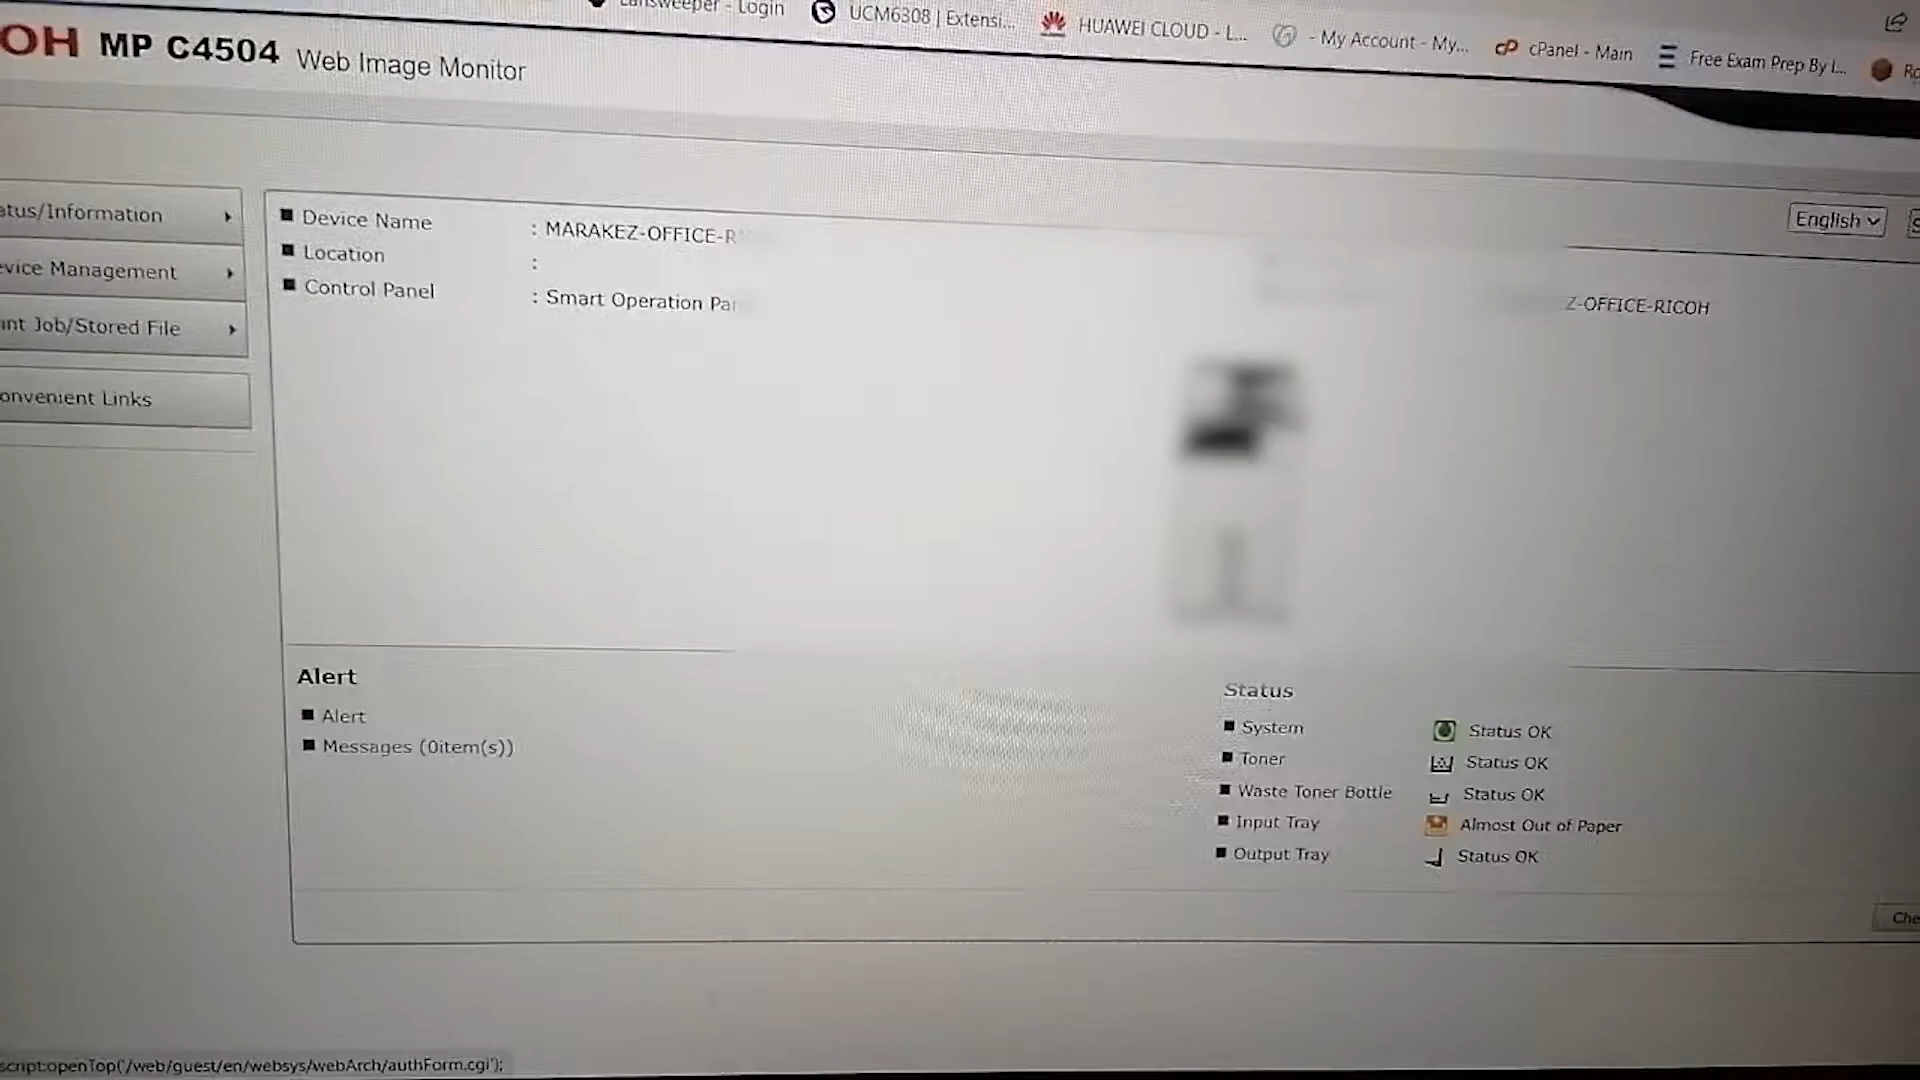 Lansweeper - Login UCM6308 | Extensi... HUAWEI CLOUD - L... - My Account - My... cPanel - Main Free Exam Prep By I...
OH MP C4504 Web Image Monitor
English
atus/Information
evice Management
int Job/Stored File
onvenient Links
Device Name : MARAKEZ-OFFICE-R
Location :
Control Panel : Smart Operation Pa
Z-OFFICE-RICOH
Alert
Alert
Messages (0item(s))
Status
System Status OK
Toner Status OK
Waste Toner Bottle Status OK
Input Tray Almost Out of Paper
Output Tray Status OK
Che
script:openTop('/web/guest/en/websys/webArch/authForm.cgi');